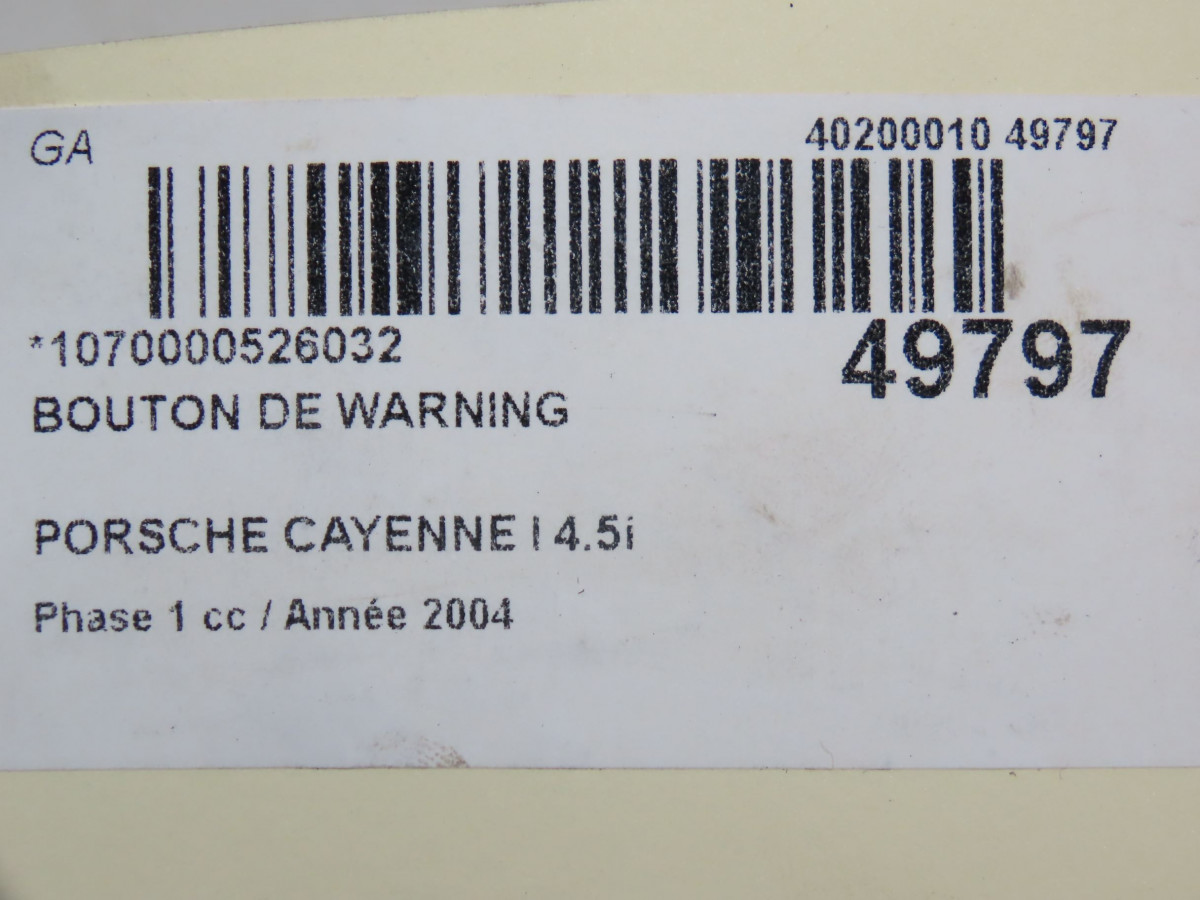 GA
40200010 49797
*1070000526032
49797
BOUTON DE WARNING
PORSCHE CAYENNE I 4.5i
Phase 1 cc / Année 2004